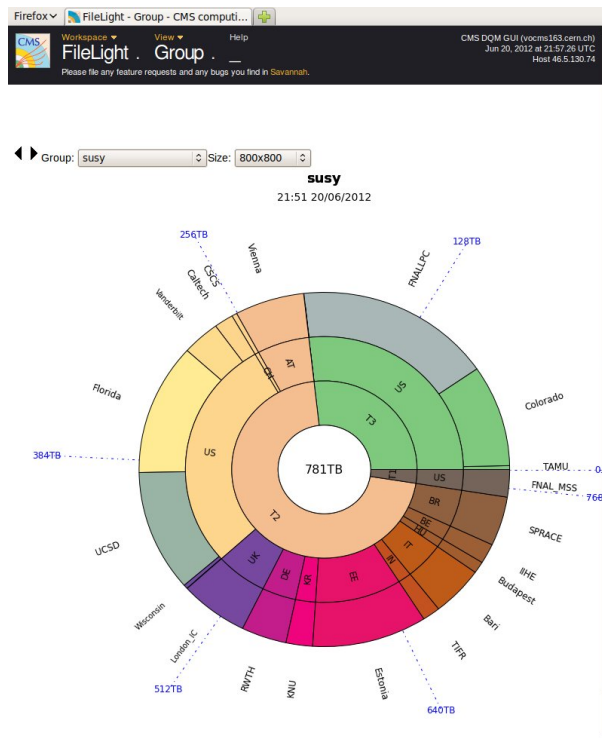 Firefox
FileLight - Group - CMS computi...
CMS
Workspace
View
Help
FileLight . Group . _
Please file any feature requests and any bugs you find in Savannah.
CMS DQM GUI (vocms163.cern.ch)
Jun 20, 2012 at 21:57.26 UTC
Host 46.5.130.74
Group: susy Size: 800x800
susy
21:51 20/06/2012
256TB
128TB
Vienna
FNALLPC
CSCS
Caltech
Vanderbilt
CH
AT
US
Florida
T3
Colorado
384TB
US
781TB
T1
US
TAMU
0.
FNAL_MSS
766
T2
BR
SPRACE
BE
HU
UCSD
UK
IT
IIHE
DE
KR
EE
IN
Budapest
Wisconsin
Bari
London_IC
TIFR
512TB
RWTH
KNU
Estonia
640TB